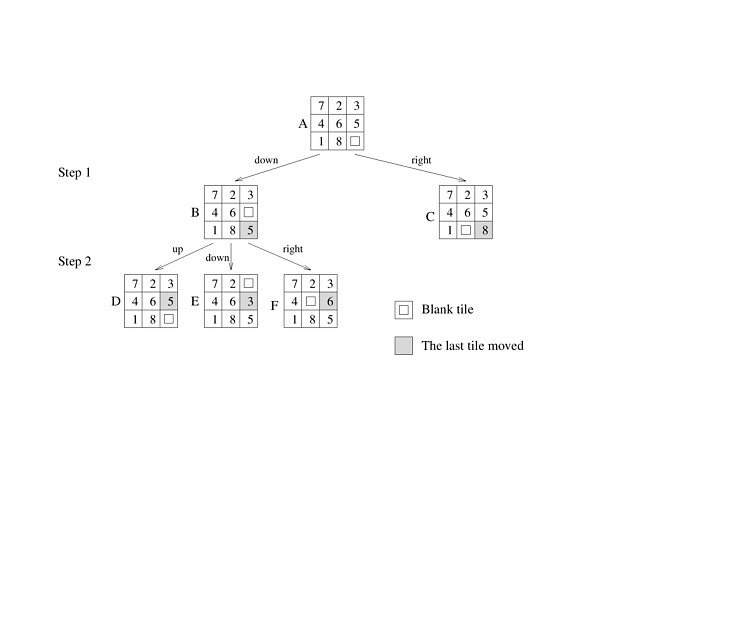 7 2 3
A 4 6 5
1 8
down
right
Step 1
7 2 3
B 4 6
1 8 5
7 2 3
C 4 6 5
1 8
Step 2
up
down
right
7 2 3
D 4 6 5
1 8
7 2
E 4 6 3
1 8 5
7 2 3
F 4 6
1 8 5
Blank tile
The last tile moved